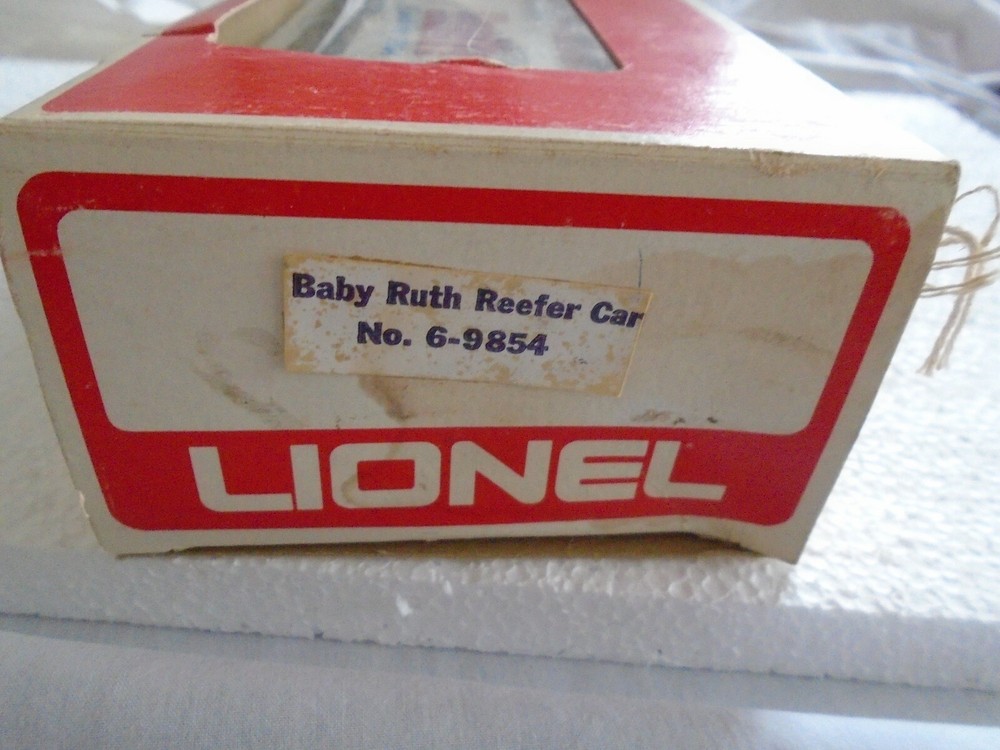 Baby Ruth Reefer Car
No. 6-9854
LIONEL